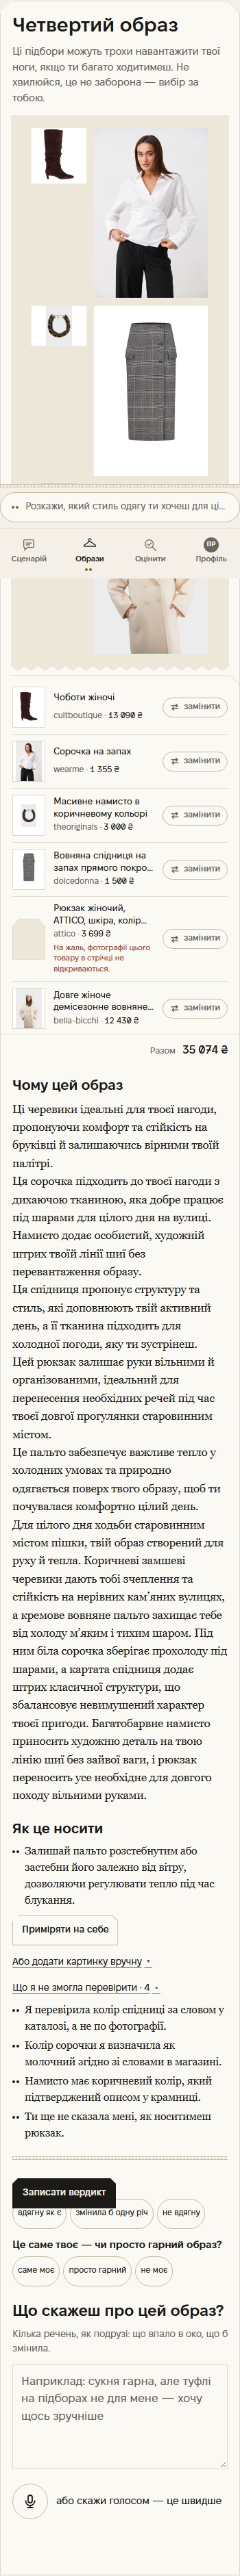 Четвертий образ
Ці підбори можуть трохи навантажити твої
ноги, якщо ти багато ходитимеш. Не
хвилюйся, це не заборона — вибір за
тобою.
Розкажи, який стиль одягу ти хочеш для ці...
Сценарій
Образи
Оцінити
ПР
Профіль
Чоботи жіночі
cultboutique · 13 090 ₴
замінити
Сорочка на запах
wearme · 1 355 ₴
замінити
Масивне намисто в
коричневому кольорі
theoriginals · 3 000 ₴
замінити
Вовняна спідниця на
запах прямого покро...
dolcedonna · 1 500 ₴
замінити
Рюкзак жіночий,
ATTICO, шкіра, колір...
attico · 3 699 ₴
На жаль, фотографії цього
товару в стрічці не
відкриваються.
замінити
Довге жіноче
демісезонне вовняне...
bella-bicchi · 12 430 ₴
замінити
Разом 35 074 ₴
Чому цей образ
Ці черевики ідеальні для твоєї нагоди,
пропонуючи комфорт та стійкість на
бруківці й залишаючись вірними твоїй
палітрі.
Ця сорочка підходить до твоєї нагоди з
дихаючою тканиною, яка добре працює
під шарами для цілого дня на вулиці.
Намисто додає особистий, художній
штрих твоїй лінії шиї без
перевантаження образу.
Ця спідниця пропонує структуру та
стиль, які доповнюють твій активний
день, а її тканина підходить для
холодної погоди, яку ти зустрінеш.
Цей рюкзак залишає руки вільними й
організованими, ідеальний для
перенесення необхідних речей під час
твоєї довгої прогулянки старовинним
містом.
Це пальто забезпечує важливе тепло у
холодних умовах та природно
одягається поверх твого образу, щоб ти
почувалася комфортно цілий день.
Для цілого дня ходьби старовинним
містом пішки, твій образ створений для
руху й тепла. Коричневі замшеві
черевики дають тобі зчеплення та
стійкість на нерівних кам’яних вулицях,
а кремове вовняне пальто захищає тебе
від холоду м’яким і тихим шаром. Під
ним біла сорочка зберігає прохолоду під
шарами, а картата спідниця додає
штрих класичної структури, що
збалансовує невимушений характер
твоєї пригоди. Багатобарвне намисто
приносить художню деталь на твою
лінію шиї без зайвої ваги, і рюкзак
переносить усе необхідне для довгого
походу вільними руками.
Як це носити
Залишай пальто розстебнутим або
застебни його залежно від вітру,
дозволяючи регулювати тепло під час
блукання.
Приміряти на себе
Або додати картинку вручну
Що я не змогла перевірити · 4
Я перевірила колір спідниці за словом у
каталозі, а не по фотографії.
Колір сорочки я визначила як
молочний згідно зі словами в магазині.
Намисто має коричневий колір, який
підтверджений описом у крамниці.
Ти ще не сказала мені, як носитимеш
рюкзак.
Записати вердикт
вдягну як є
змінила б одну річ
не вдягну
Це саме твоє — чи просто гарний образ?
саме моє
просто гарний
не моє
Що скажеш про цей образ?
Кілька речень, як подрузі: що впало в око, що б
змінила.
Наприклад: сукня гарна, але туфлі
на підборах не для мене — хочу
щось зручніше
або скажи голосом — це швидше